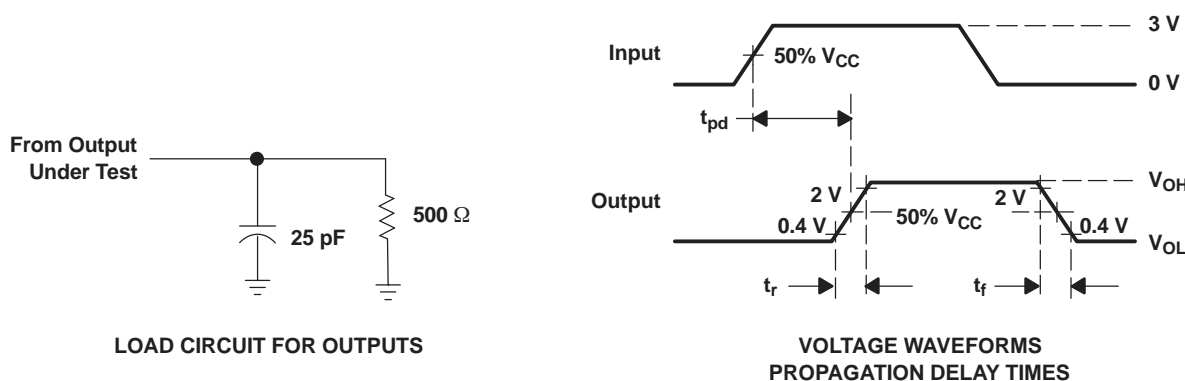 From Output
Under Test
25 pF
500 Ω
LOAD CIRCUIT FOR OUTPUTS
Input
50% VCC
3 V
0 V
tpd
Output
2 V
0.4 V
50% VCC
2 V
0.4 V
VOH
VOL
tr
tf
VOLTAGE WAVEFORMS
PROPAGATION DELAY TIMES